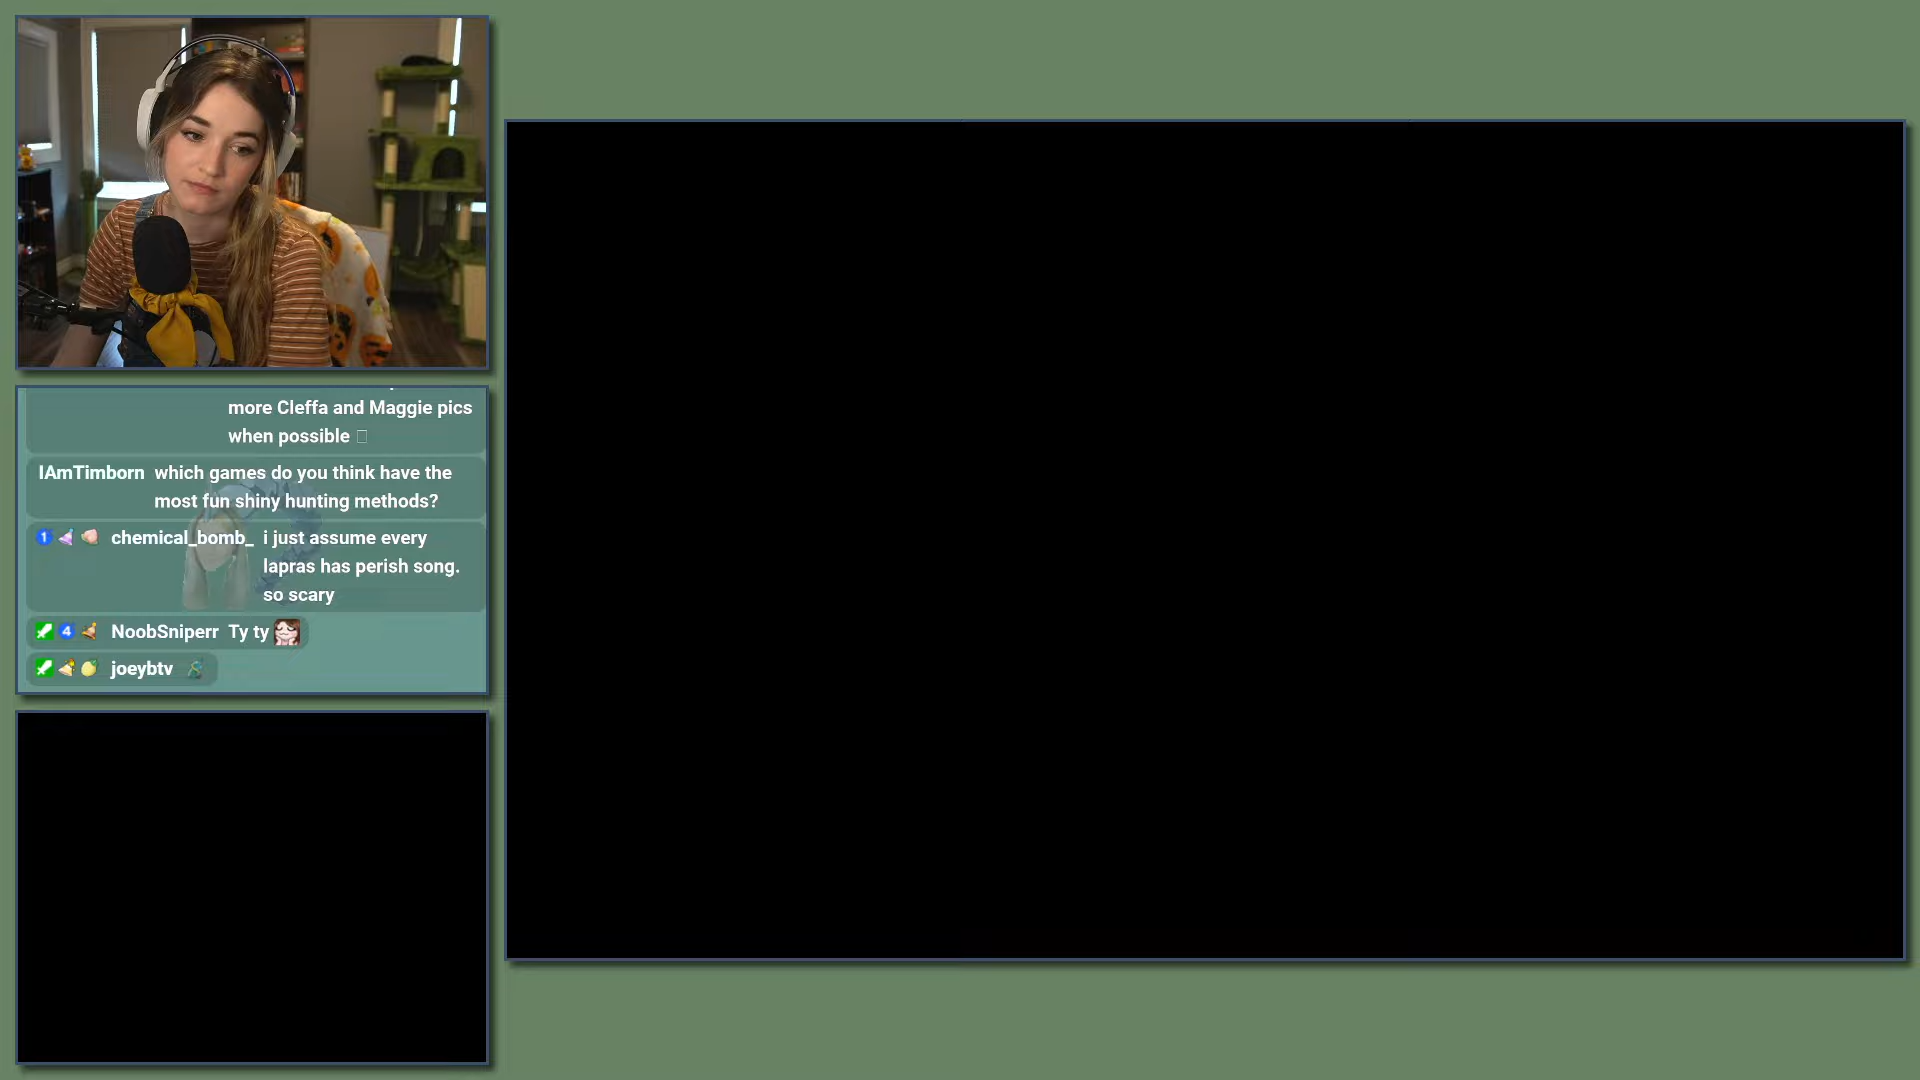 more Cleffa and Maggie pics
when possible
IAmTimborn which games do you think have the
most fun shiny hunting methods?
1 chemical_bomb_ i just assume every
lapras has perish song.
so scary
4 NoobSniperr Ty ty
joeybtv